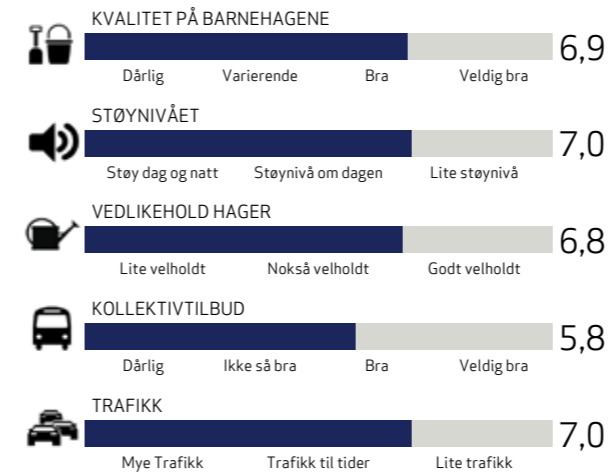 KVALITET PÅ BARNEHAGENE
6,9
Dårlig Varierende Bra Veldig bra
STØYNIVÅET
7,0
Støy dag og natt Støynivå om dagen Lite støynivå
VEDLIKEHOLD HAGER
6,8
Lite velholdt Nokså velholdt Godt velholdt
KOLLEKTIVTILBUD
5,8
Dårlig Ikke så bra Bra Veldig bra
TRAFIKK
7,0
Mye Trafikk Trafikk til tider Lite trafikk